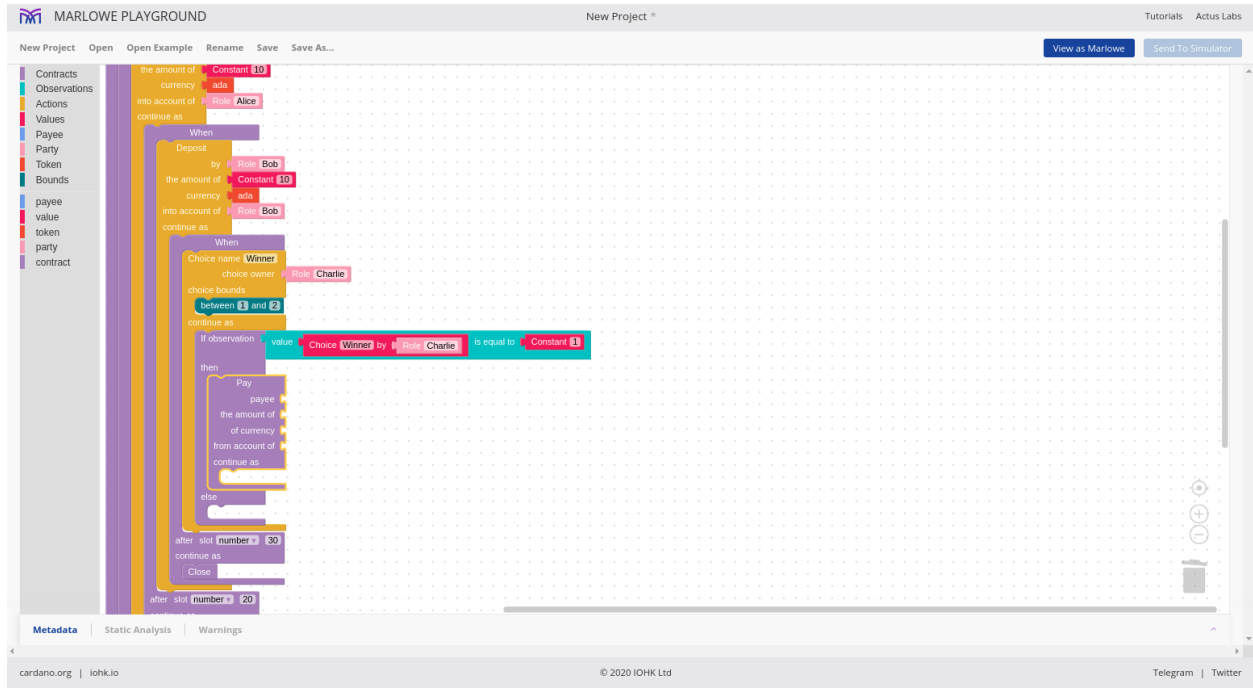 MARLOWE PLAYGROUND
New Project *
Tutorials Actus Labs
New Project Open Open Example Rename Save Save As...
View as Marlowe Send To Simulator
Contracts
Observations
Actions
Values
Payee
Party
Token
Bounds
payee
value
token
party
contract
the amount of Constant 10
currency ada
into account of Role Alice
continue as
When
Deposit
by Role Bob
the amount of Constant 10
currency ada
into account of Role Bob
continue as
When
Choice name Winner
choice owner Role Charlie
choice bounds
between 1 and 2
continue as
If observation value Choice Winner by Role Charlie is equal to Constant 1
then
Pay
payee
the amount of
of currency
from account of
continue as
else
after slot number 30
continue as
Close
after slot number 20
continue as
Metadata Static Analysis Warnings
cardano.org | iohk.io
© 2020 IOHK Ltd
Telegram | Twitter